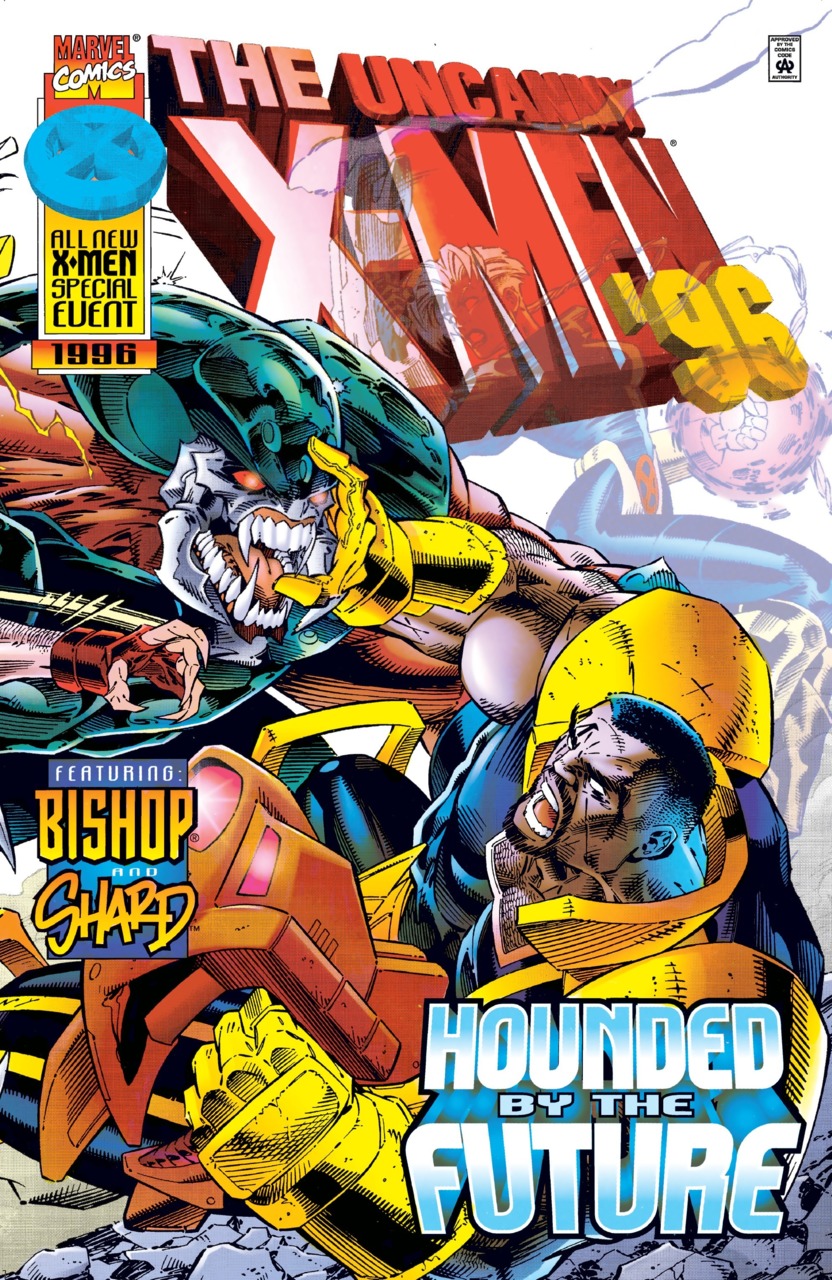 MARVEL®
COMICS
M
ALL NEW
X•MEN
SPECIAL
EVENT
1996
APPROVED
BY THE
COMICS
CODE
A
AUTHORITY
THE UNCANNY
X-MEN®
'96
FEATURING:
BISHOP®
AND
SHARD™
HOUNDED
BY THE
FUTURE